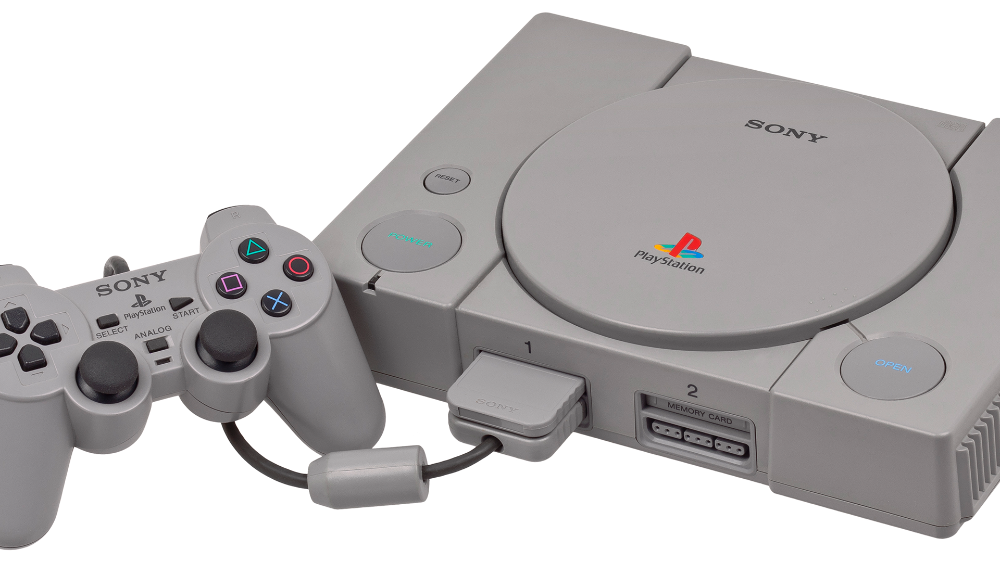 SONY
RESET
POWER
PlayStation
R
SONY
PlayStation
START
SELECT
ANALOG
1
SONY
2
MEMORY CARD
OPEN